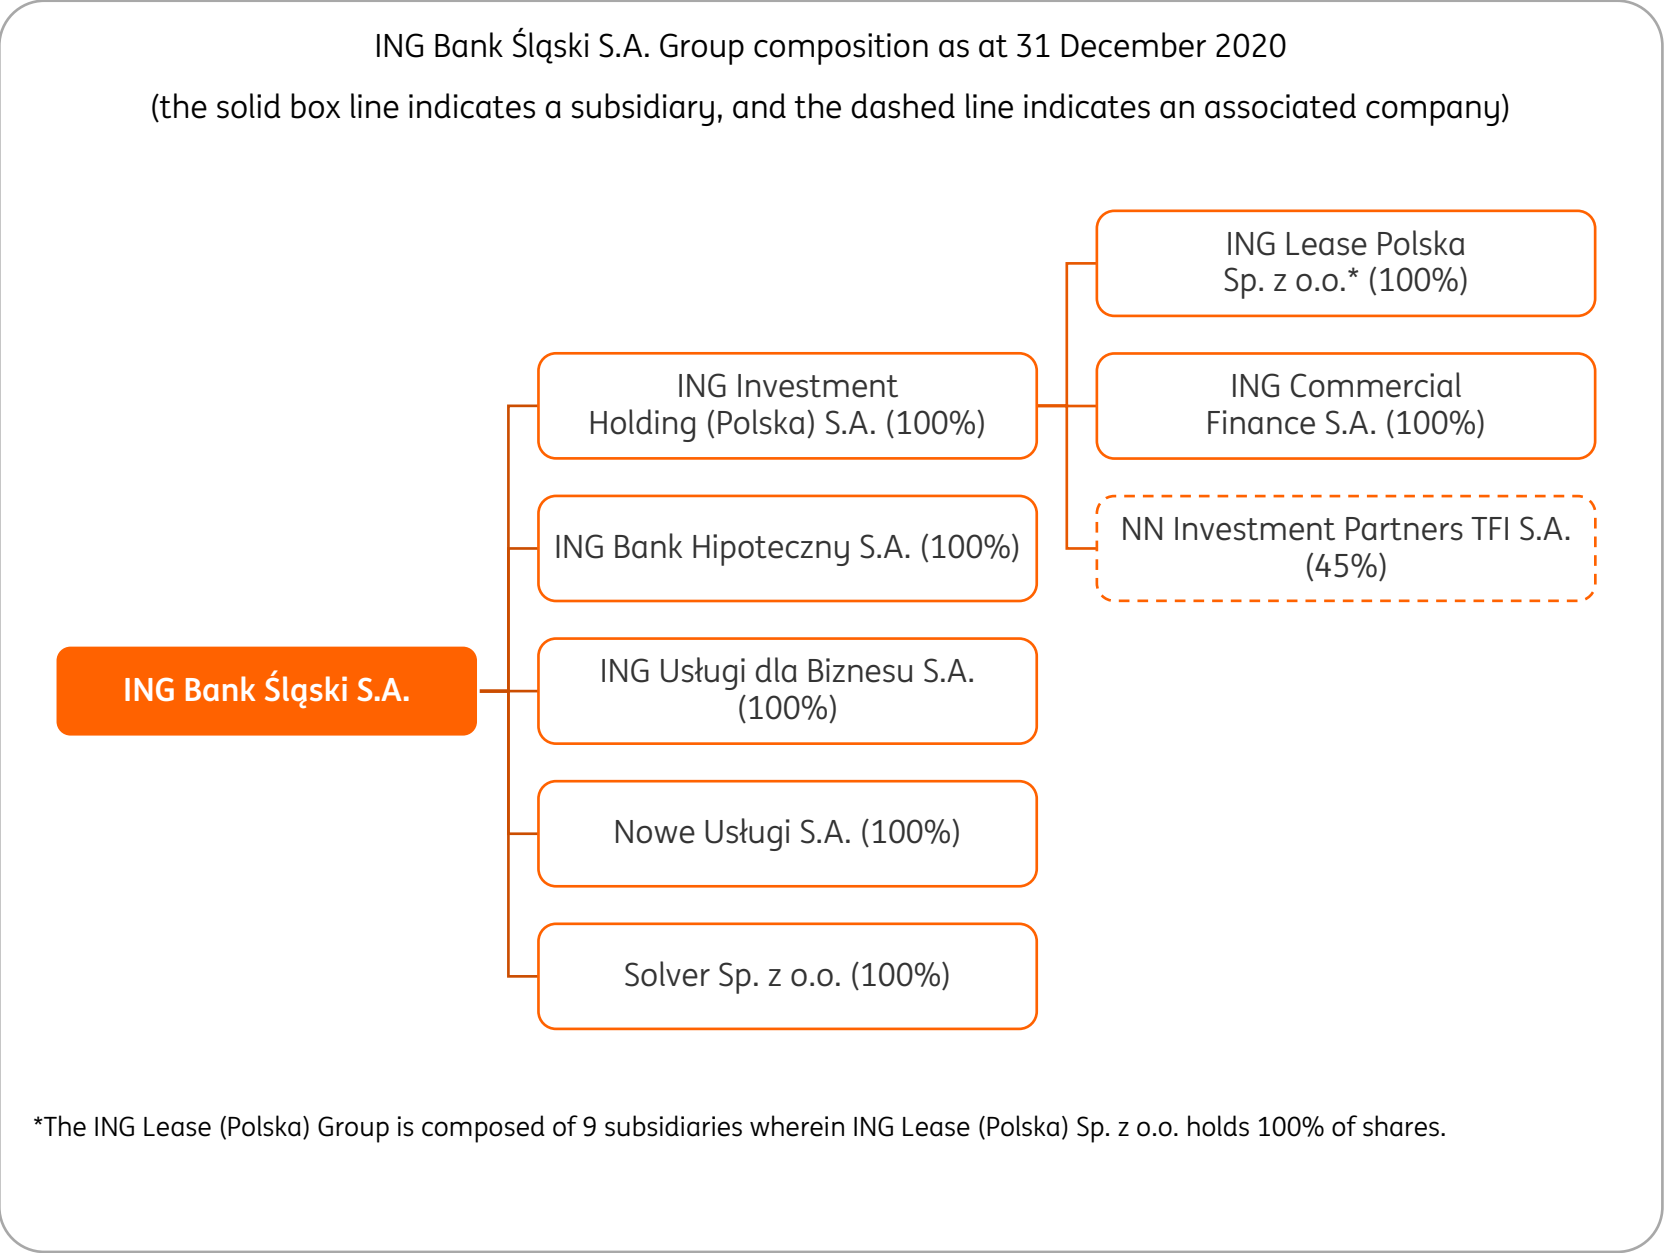 ING Bank Śląski S.A. Group composition as at 31 December 2020
(the solid box line indicates a subsidiary, and the dashed line indicates an associated company)
ING Bank Śląski S.A.
ING Investment
Holding (Polska) S.A. (100%)
ING Bank Hipoteczny S.A. (100%)
ING Usługi dla Biznesu S.A.
(100%)
Nowe Usługi S.A. (100%)
Solver Sp. z o.o. (100%)
ING Lease Polska
Sp. z o.o.* (100%)
ING Commercial
Finance S.A. (100%)
NN Investment Partners TFI S.A.
(45%)
*The ING Lease (Polska) Group is composed of 9 subsidiaries wherein ING Lease (Polska) Sp. z o.o. holds 100% of shares.